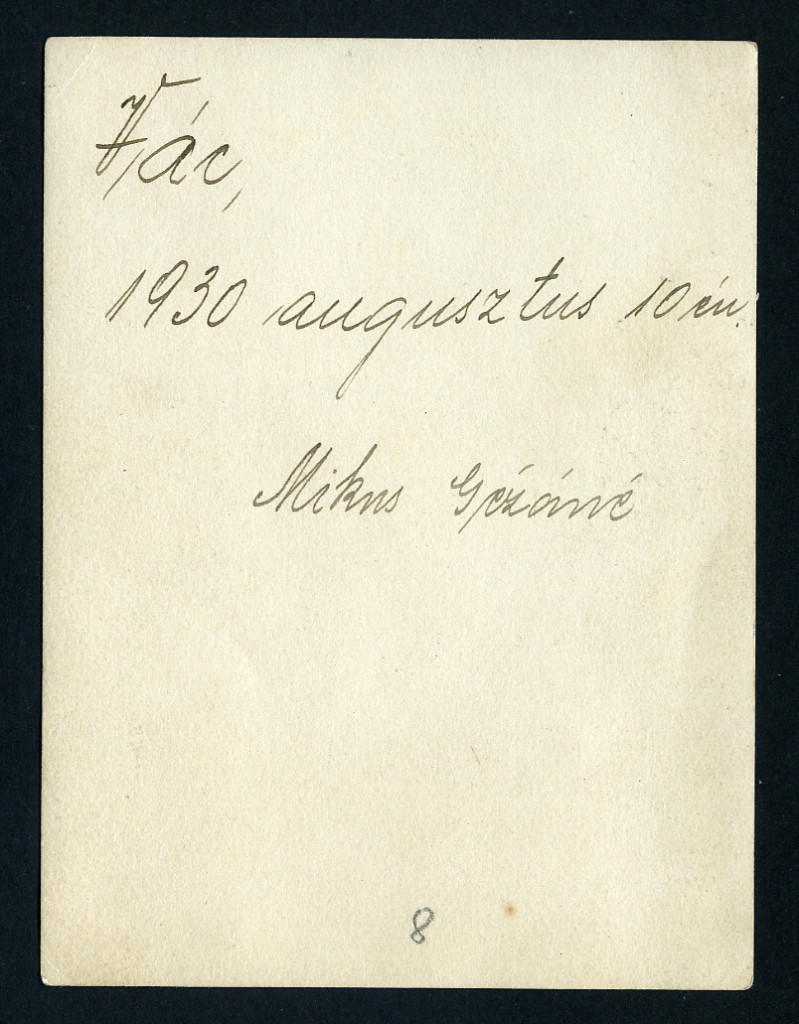 Vác,
1930 augusztus 10én.
Mikus Gézáné
8